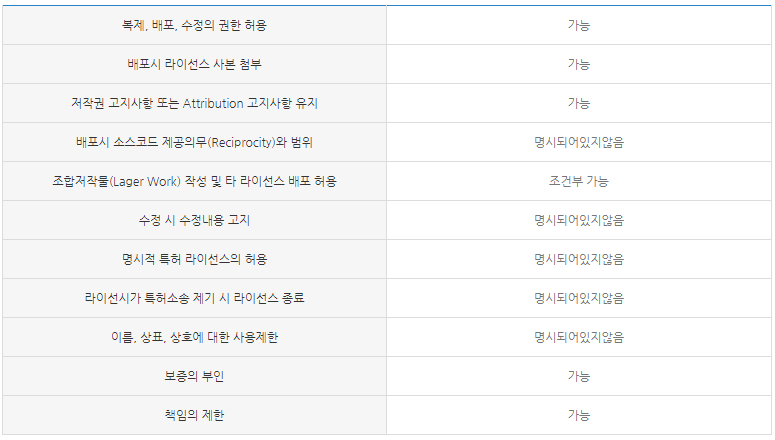 복제, 배포, 수정의 권한 허용 가능
배포시 라이선스 사본 첨부 가능
저작권 고지사항 또는 Attribution 고지사항 유지 가능
배포시 소스코드 제공의무(Reciprocity)와 범위 명시되어있지않음
조합저작물(Lager Work) 작성 및 타 라이선스 배포 허용 조건부 가능
수정 시 수정내용 고지 명시되어있지않음
명시적 특허 라이선스의 허용 명시되어있지않음
라이선시가 특허소송 제기 시 라이선스 종료 명시되어있지않음
이름, 상표, 상호에 대한 사용제한 명시되어있지않음
보증의 부인 가능
책임의 제한 가능